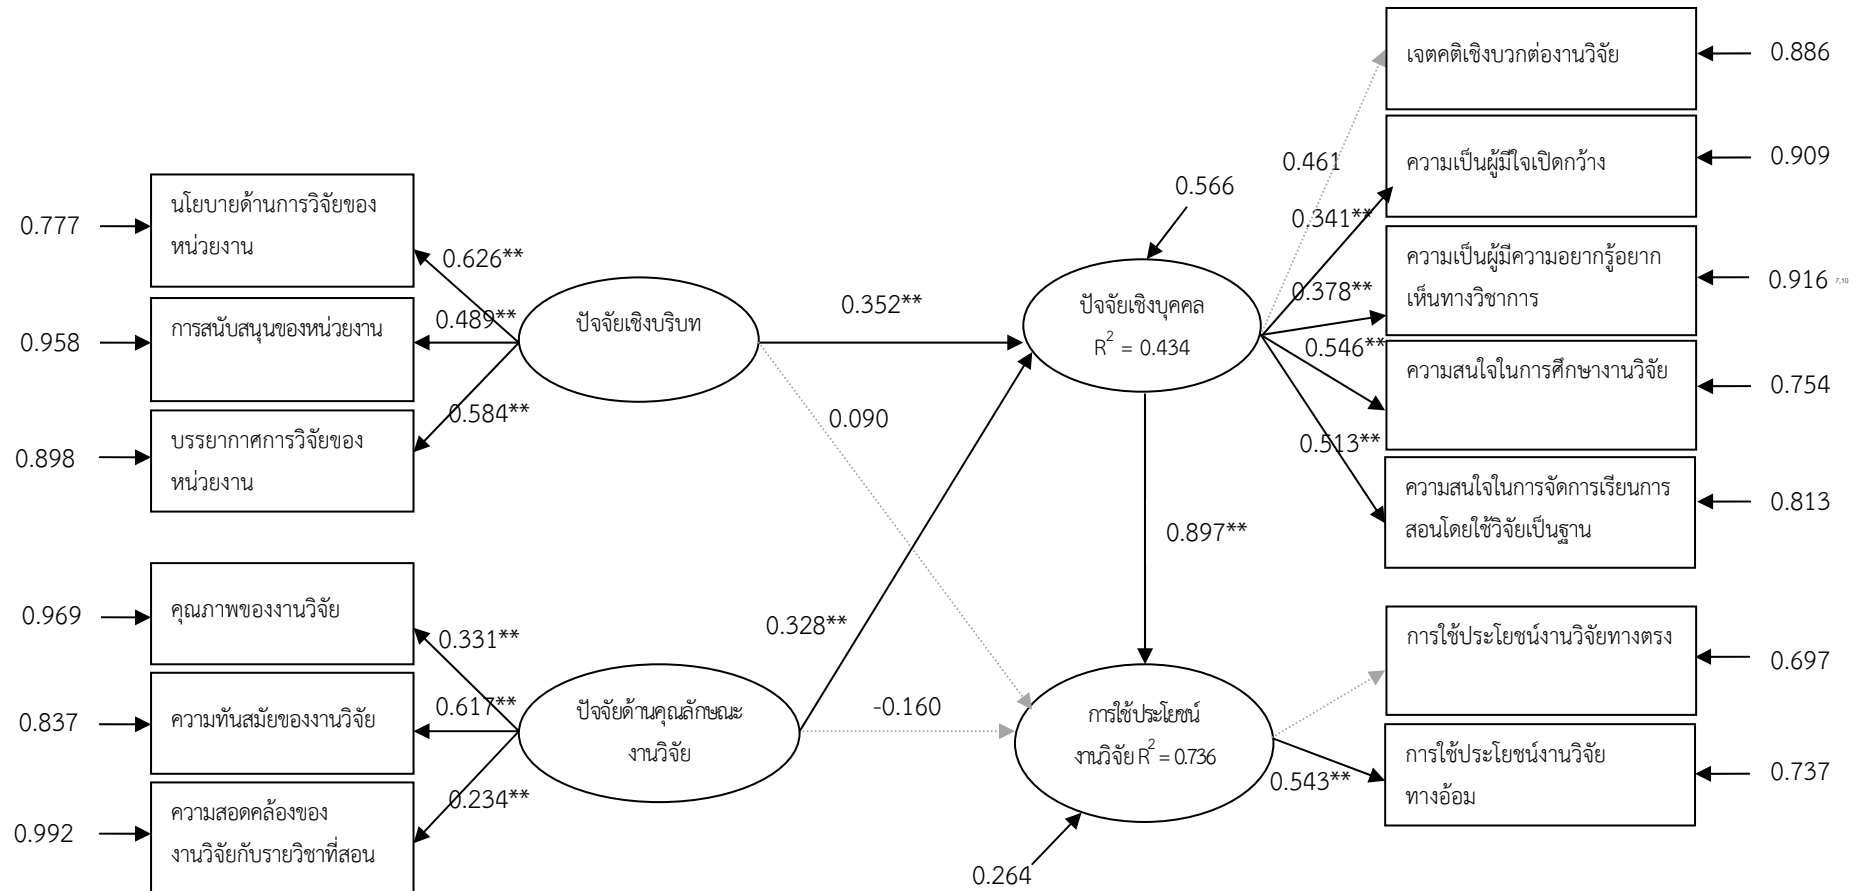 0.777
นโยบายด้านการวิจัยของ
หน่วยงาน
0.626**
0.958
การสนับสนุนของหน่วยงาน
0.489**
0.898
บรรยากาศการวิจัยของ
หน่วยงาน
0.584**
ปัจจัยเชิงบริบท
0.969
คุณภาพของงานวิจัย
0.331**
0.837
ความทันสมัยของงานวิจัย
0.617**
0.992
ความสอดคล้องของ
งานวิจัยกับรายวิชาที่สอน
0.234**
ปัจจัยด้านคุณลักษณะ
งานวิจัย
0.352**
0.090
0.328**
-0.160
0.566
ปัจจัยเชิงบุคคล
R² = 0.434
0.897**
การใช้ประโยชน์
งานวิจัย R² = 0.736
0.264
0.461
เจตคติเชิงบวกต่องานวิจัย
0.886
0.341**
ความเป็นผู้มีใจเปิดกว้าง
0.909
0.378**
ความเป็นผู้มีความอยากรู้อยาก
เห็นทางวิชาการ
0.916 7,10
0.546**
ความสนใจในการศึกษางานวิจัย
0.754
0.513**
ความสนใจในการจัดการเรียนการ
สอนโดยใช้วิจัยเป็นฐาน
0.813
การใช้ประโยชน์งานวิจัยทางตรง
0.697
0.543**
การใช้ประโยชน์งานวิจัย
ทางอ้อม
0.737